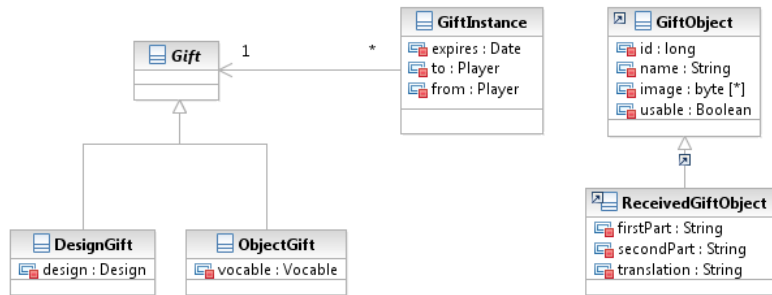 GiftInstance
expires : Date
to : Player
from : Player
Gift
1
*
GiftObject
id : long
name : String
image : byte [*]
usable : Boolean
DesignGift
design : Design
ObjectGift
vocable : Vocable
ReceivedGiftObject
firstPart : String
secondPart : String
translation : String